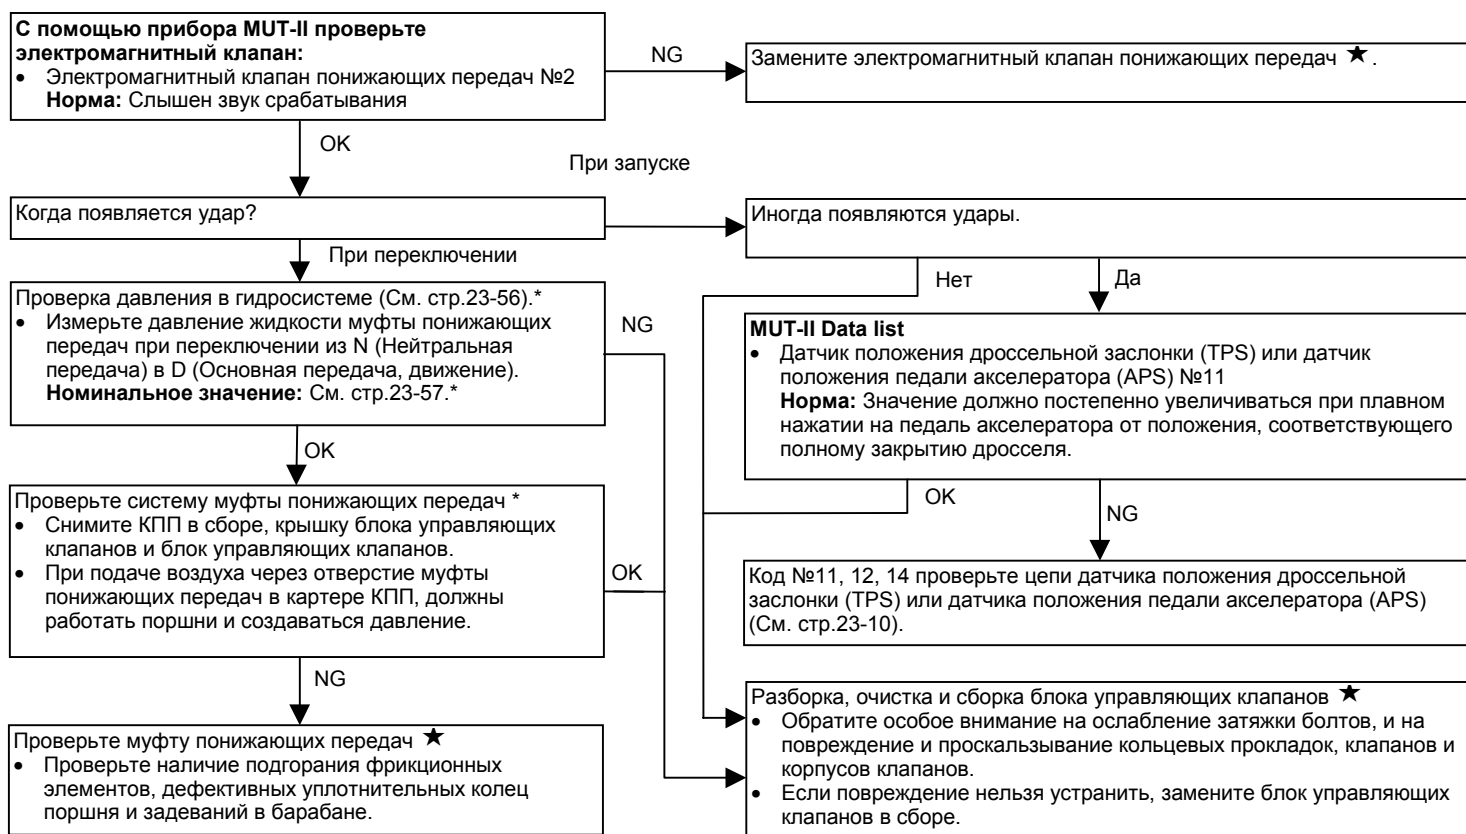 С помощью прибора MUT-II проверьте
электромагнитный клапан:
• Электромагнитный клапан понижающих передач №2
Норма: Слышен звук срабатывания
NG
Замените электромагнитный клапан понижающих передач ★ .
OK
При запуске
Когда появляется удар?
Иногда появляются удары.
При переключении
Нет
Да
Проверка давления в гидросистеме (См. стр.23-56).*
• Измерьте давление жидкости муфты понижающих
передач при переключении из N (Нейтральная
передача) в D (Основная передача, движение).
Номинальное значение: См. стр.23-57.*
NG
MUT-II Data list
• Датчик положения дроссельной заслонки (TPS) или датчик
положения педали акселератора (APS) №11
Норма: Значение должно постепенно увеличиваться при плавном
нажатии на педаль акселератора от положения, соответствующего
полному закрытию дросселя.
OK
OK
NG
Проверьте систему муфты понижающих передач *
• Снимите КПП в сборе, крышку блока управляющих
клапанов и блок управляющих клапанов.
• При подаче воздуха через отверстие муфты
понижающих передач в картере КПП, должны
работать поршни и создаваться давление.
OK
Код №11, 12, 14 проверьте цепи датчика положения дроссельной
заслонки (TPS) или датчика положения педали акселератора (APS)
(См. стр.23-10).
NG
Проверьте муфту понижающих передач ★
• Проверьте наличие подгорания фрикционных
элементов, дефективных уплотнительных колец
поршня и задеваний в барабане.
Разборка, очистка и сборка блока управляющих клапанов ★
• Обратите особое внимание на ослабление затяжки болтов, и на
повреждение и проскальзывание кольцевых прокладок, клапанов и
корпусов клапанов.
• Если повреждение нельзя устранить, замените блок управляющих
клапанов в сборе.